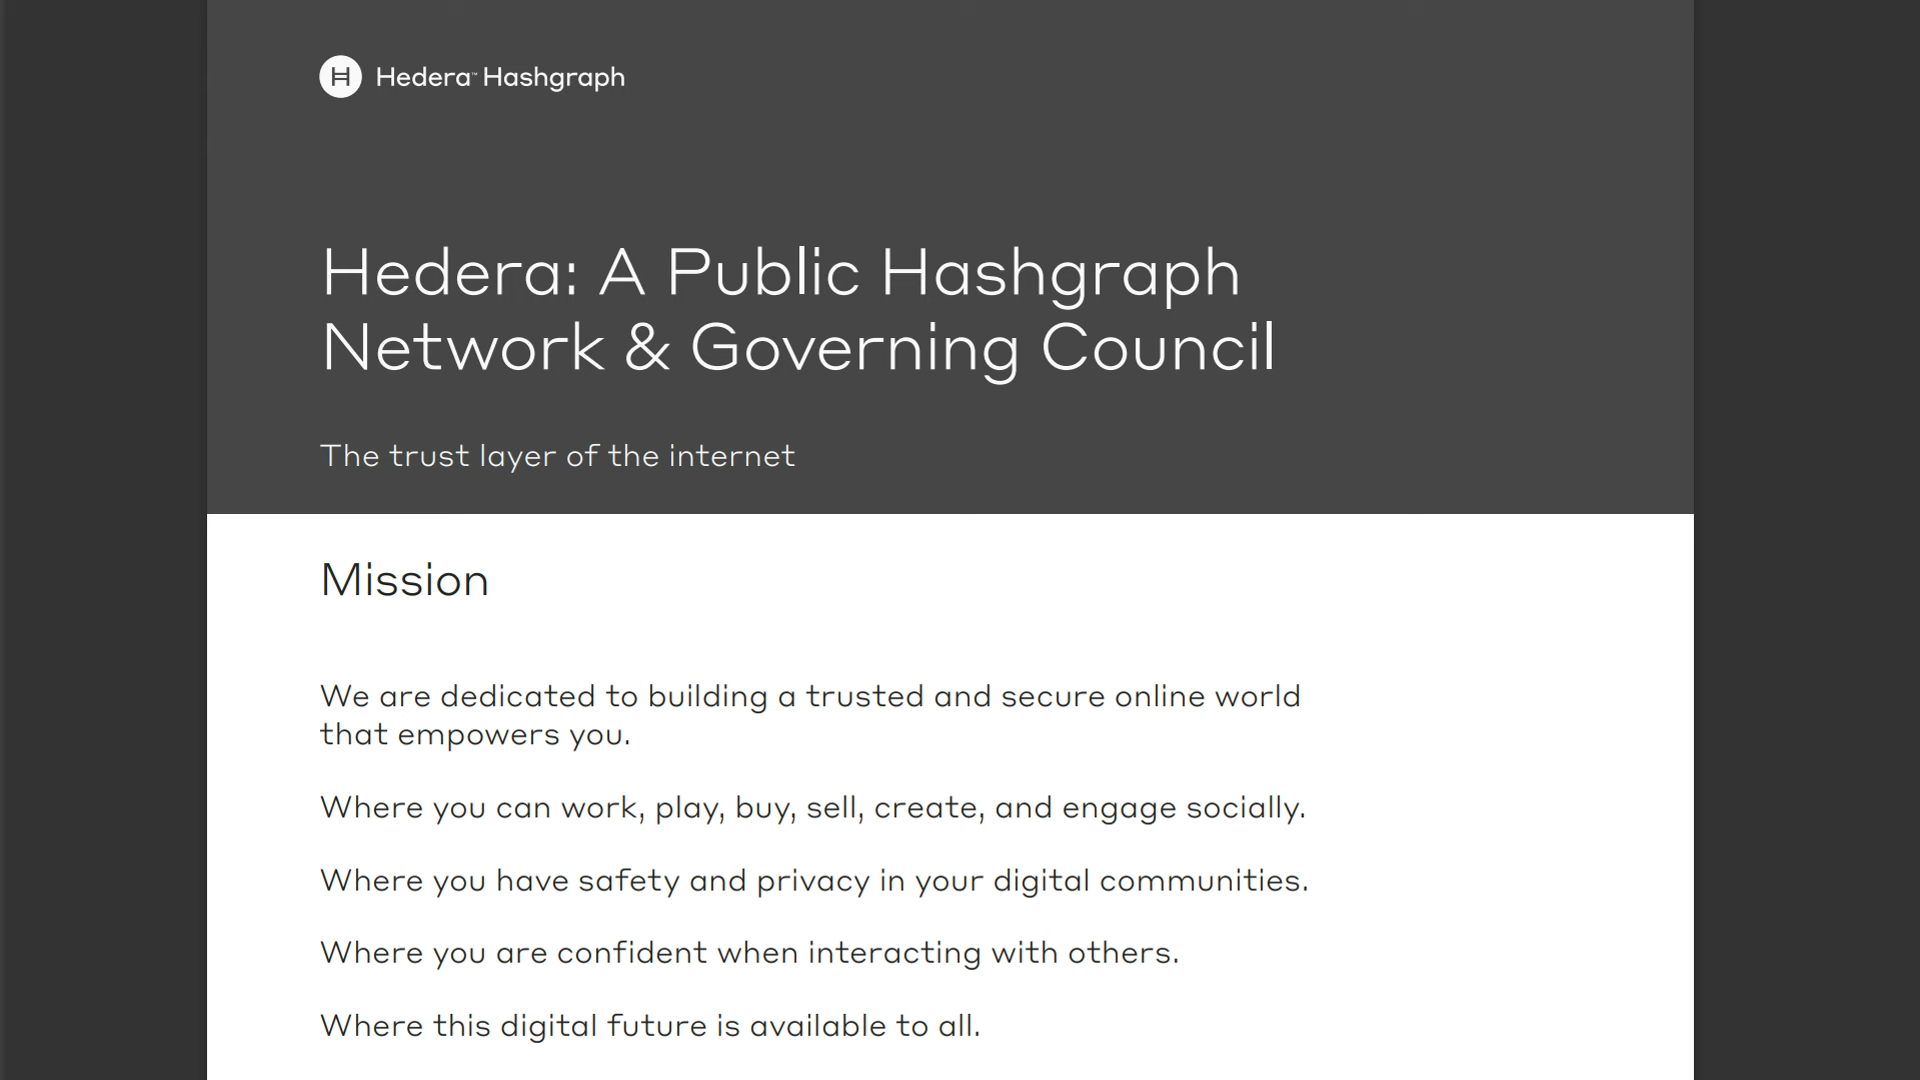 Hedera™ Hashgraph
Hedera: A Public Hashgraph
Network & Governing Council
The trust layer of the internet
Mission
We are dedicated to building a trusted and secure online world
that empowers you.
Where you can work, play, buy, sell, create, and engage socially.
Where you have safety and privacy in your digital communities.
Where you are confident when interacting with others.
Where this digital future is available to all.